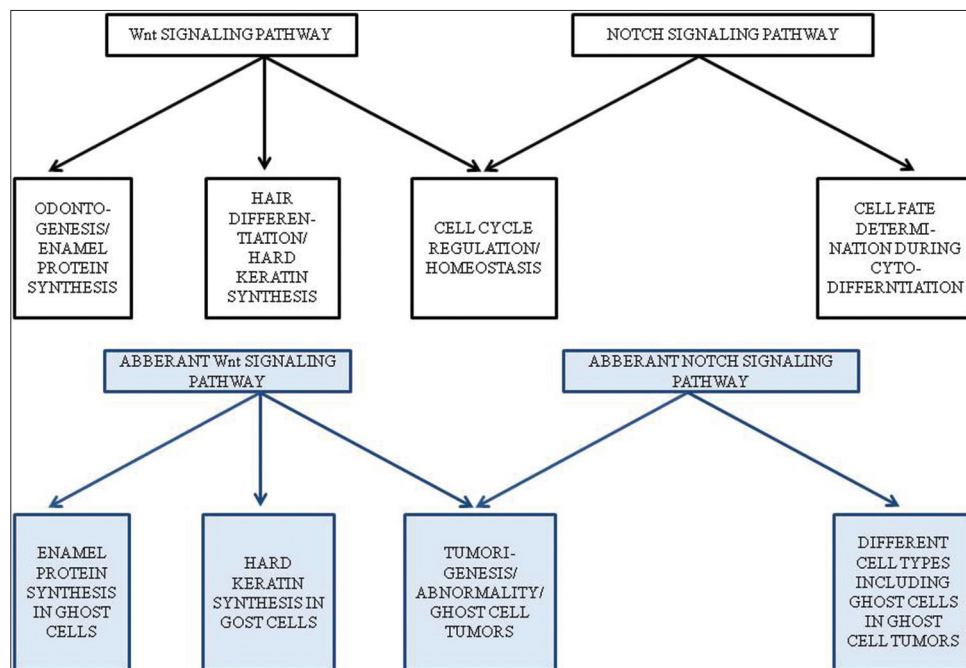 Wnt SIGNALING PATHWAY
NOTCH SIGNALING PATHWAY
ODONTO-
GENESIS/
ENAMEL
PROTEIN
SYNTHESIS
HAIR
DIFFEREN-
TIATION/
HARD
KERATIN
SYNTHESIS
CELL CYCLE
REGULATION/
HOMEOSTASIS
CELL FATE
DETERMI-
NATION DURING
CYTO-
DIFFERNTIATION
ABBERANT Wnt SIGNALING
PATHWAY
ABBERANT NOTCH SIGNALING
PATHWAY
ENAMEL
PROTEIN
SYNTHESIS
IN GHOST
CELLS
HARD
KERATIN
SYNTHESIS IN
GOST CELLS
TUMORI-
GENESIS/
ABNORMALITY/
GHOST CELL
TUMORS
DIFFERENT
CELL TYPES
INCLUDING
GHOST CELLS
IN GHOST
CELL TUMORS